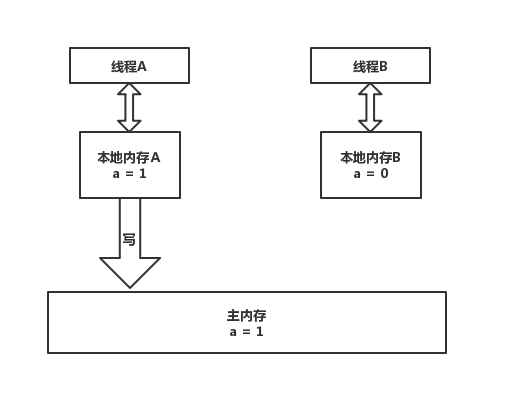 线程A
线程B
本地内存A
a = 1
本地内存B
a = 0
写
主内存
a = 1